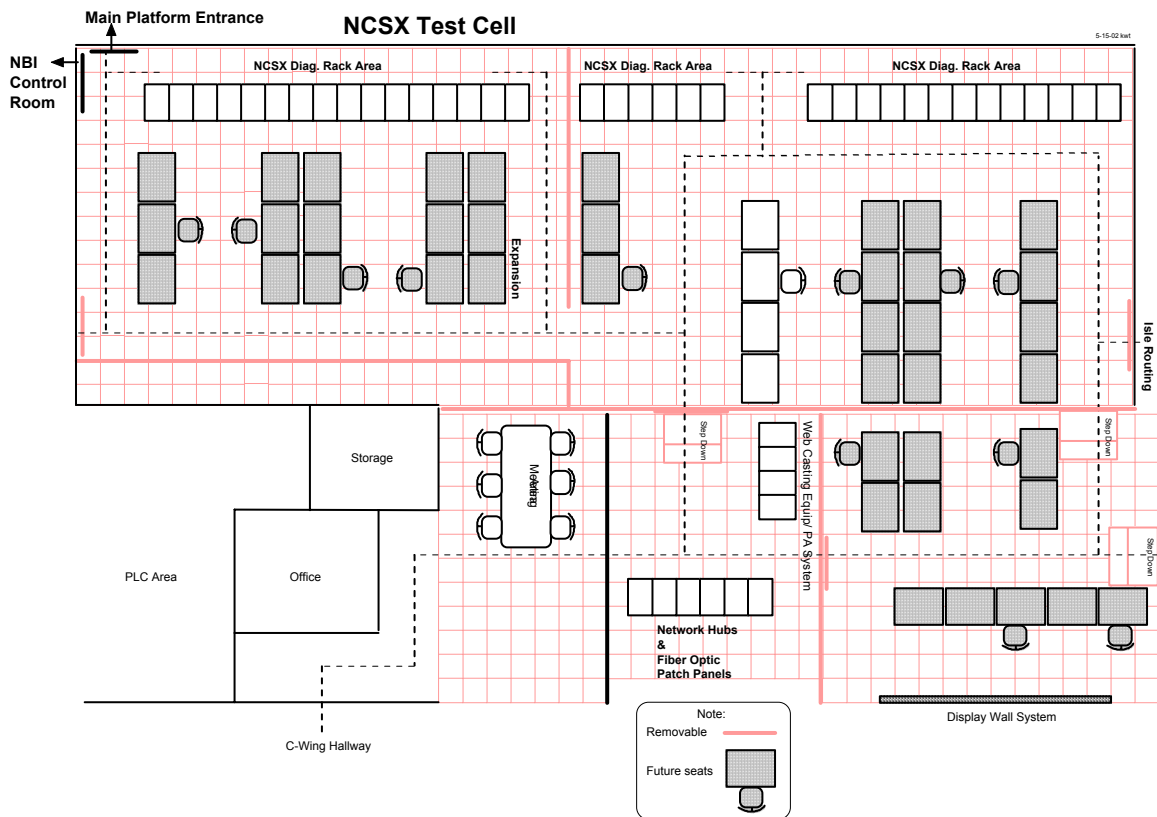 Main Platform Entrance
NCSX Test Cell
5-15-02 kwt
NBI
Control
Room
NCSX Diag. Rack Area
NCSX Diag. Rack Area
NCSX Diag. Rack Area
Expansion
Isle Routing
Storage
Meeting
Area
Step Down
Web Casting Equip/ PA System
Step Down
PLC Area
Office
Step Down
Network Hubs
&
Fiber Optic
Patch Panels
C-Wing Hallway
Display Wall System
Note:
Removable
Future seats